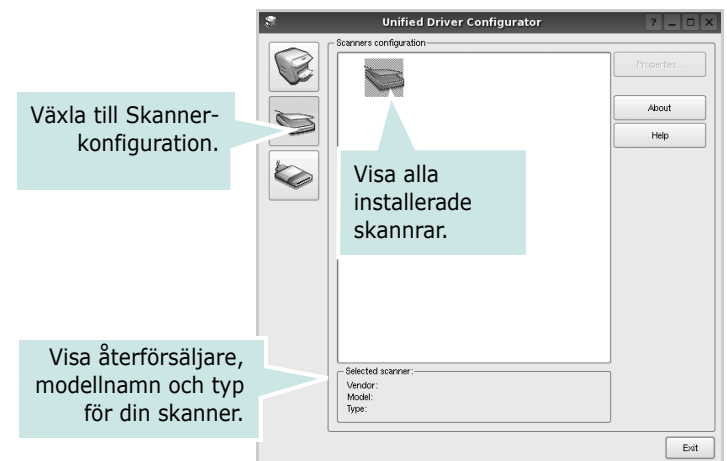 Unified Driver Configurator
Scanners configuration
Properties...
About
Help
Växla till Skanner-
konfiguration.
Visa alla
installerade
skannrar.
Visa återförsäljare,
modellnamn och typ
för din skanner.
Selected scanner:
Vendor:
Model:
Type:
Exit